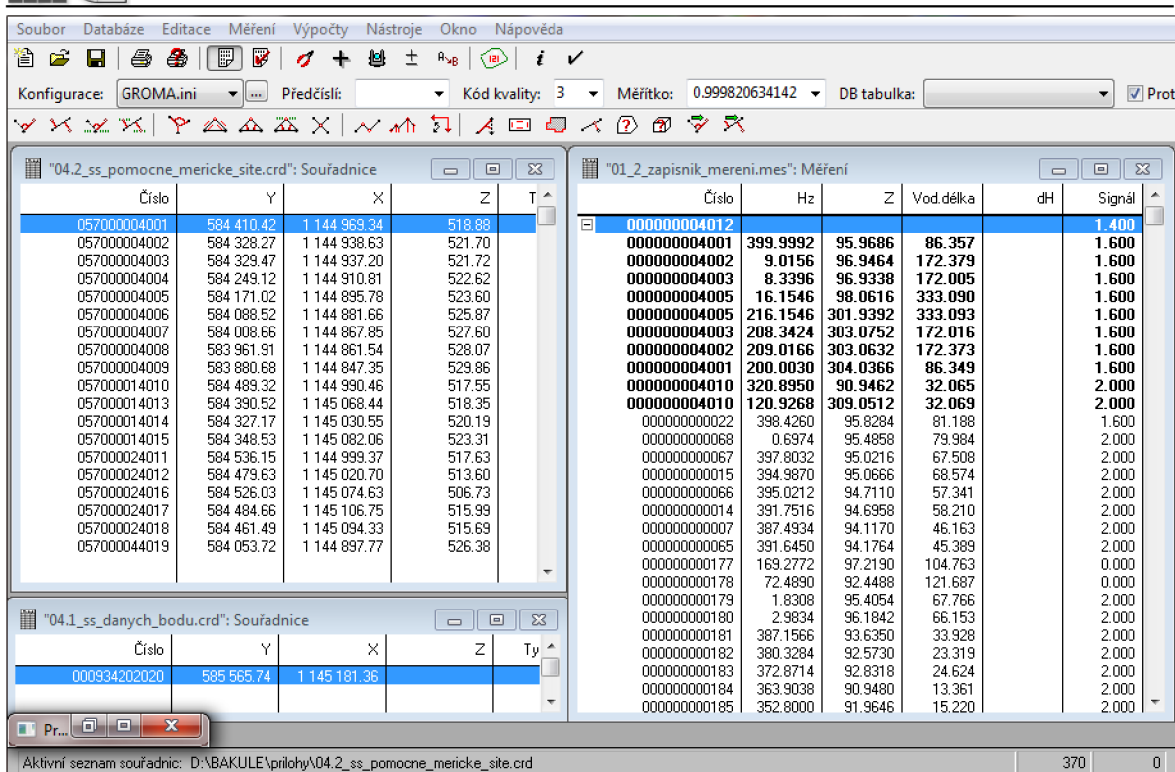 Soubor Databáze Editace Měření Výpočty Nástroje Okno Nápověda
Konfigurace: GROMA.ini ... Předčíslí: Kód kvality: 3 Měřítko: 0.999820634142 DB tabulka: Prot
"04.2_ss_pomocne_mericke_site.crd": Souřadnice
Číslo Y X Z T
057000004001 584 410.42 1 144 969.34 518.88
057000004002 584 328.27 1 144 938.63 521.70
057000004003 584 329.47 1 144 937.20 521.72
057000004004 584 249.12 1 144 910.81 522.62
057000004005 584 171.02 1 144 895.78 523.60
057000004006 584 088.52 1 144 881.66 525.87
057000004007 584 008.66 1 144 867.85 527.60
057000004008 583 961.91 1 144 861.54 528.07
057000004009 583 880.68 1 144 847.35 529.86
057000014010 584 489.32 1 144 990.46 517.55
057000014013 584 390.52 1 145 068.44 518.35
057000014014 584 327.17 1 145 030.55 520.19
057000014015 584 348.53 1 145 082.06 523.31
057000024011 584 536.15 1 144 999.37 517.63
057000024012 584 479.63 1 145 020.70 513.60
057000024016 584 526.03 1 145 074.63 506.73
057000024017 584 484.66 1 145 106.75 515.99
057000024018 584 461.49 1 145 094.33 515.69
057000044019 584 053.72 1 144 897.77 526.38
"04.1_ss_danych_bodu.crd": Souřadnice
Číslo Y X Z Ty
000934202020 585 565.74 1 145 181.36
"01_2_zapisnik_mereni.mes": Měření
Číslo Hz Z Vod.délka dH Signál
000000004012 1.400
000000004001 399.9992 95.9686 86.357 1.600
000000004002 9.0156 96.9464 172.379 1.600
000000004003 8.3396 96.9338 172.005 1.600
000000004005 16.1546 98.0616 333.090 1.600
000000004005 216.1546 301.9392 333.093 1.600
000000004003 208.3424 303.0752 172.016 1.600
000000004002 209.0166 303.0632 172.373 1.600
000000004001 200.0030 304.0366 86.349 1.600
000000004010 320.8950 90.9462 32.065 2.000
000000004010 120.9268 309.0512 32.069 2.000
000000000022 398.4260 95.8284 81.188 1.600
000000000068 0.6974 95.4858 79.984 2.000
000000000067 397.8032 95.0216 67.508 2.000
000000000015 394.9870 95.0666 68.574 2.000
000000000066 395.0212 94.7110 57.341 2.000
000000000014 391.7516 94.6958 58.210 2.000
000000000007 387.4934 94.1170 46.163 2.000
000000000065 391.6450 94.1764 45.389 2.000
000000000177 169.2772 97.2190 104.763 0.000
000000000178 72.4890 92.4488 121.687 0.000
000000000179 1.8308 95.4054 67.766 2.000
000000000180 2.9834 96.1842 66.153 2.000
000000000181 387.1566 93.6350 33.928 2.000
000000000182 380.3284 92.5730 23.319 2.000
000000000183 372.8714 92.8318 24.624 2.000
000000000184 363.9038 90.9480 13.361 2.000
000000000185 352.8000 91.9646 15.220 2.000
Pr...
Aktivní seznam souřadnic: D:\BAKULE\prilohy\04.2_ss_pomocne_mericke_site.crd 370 0